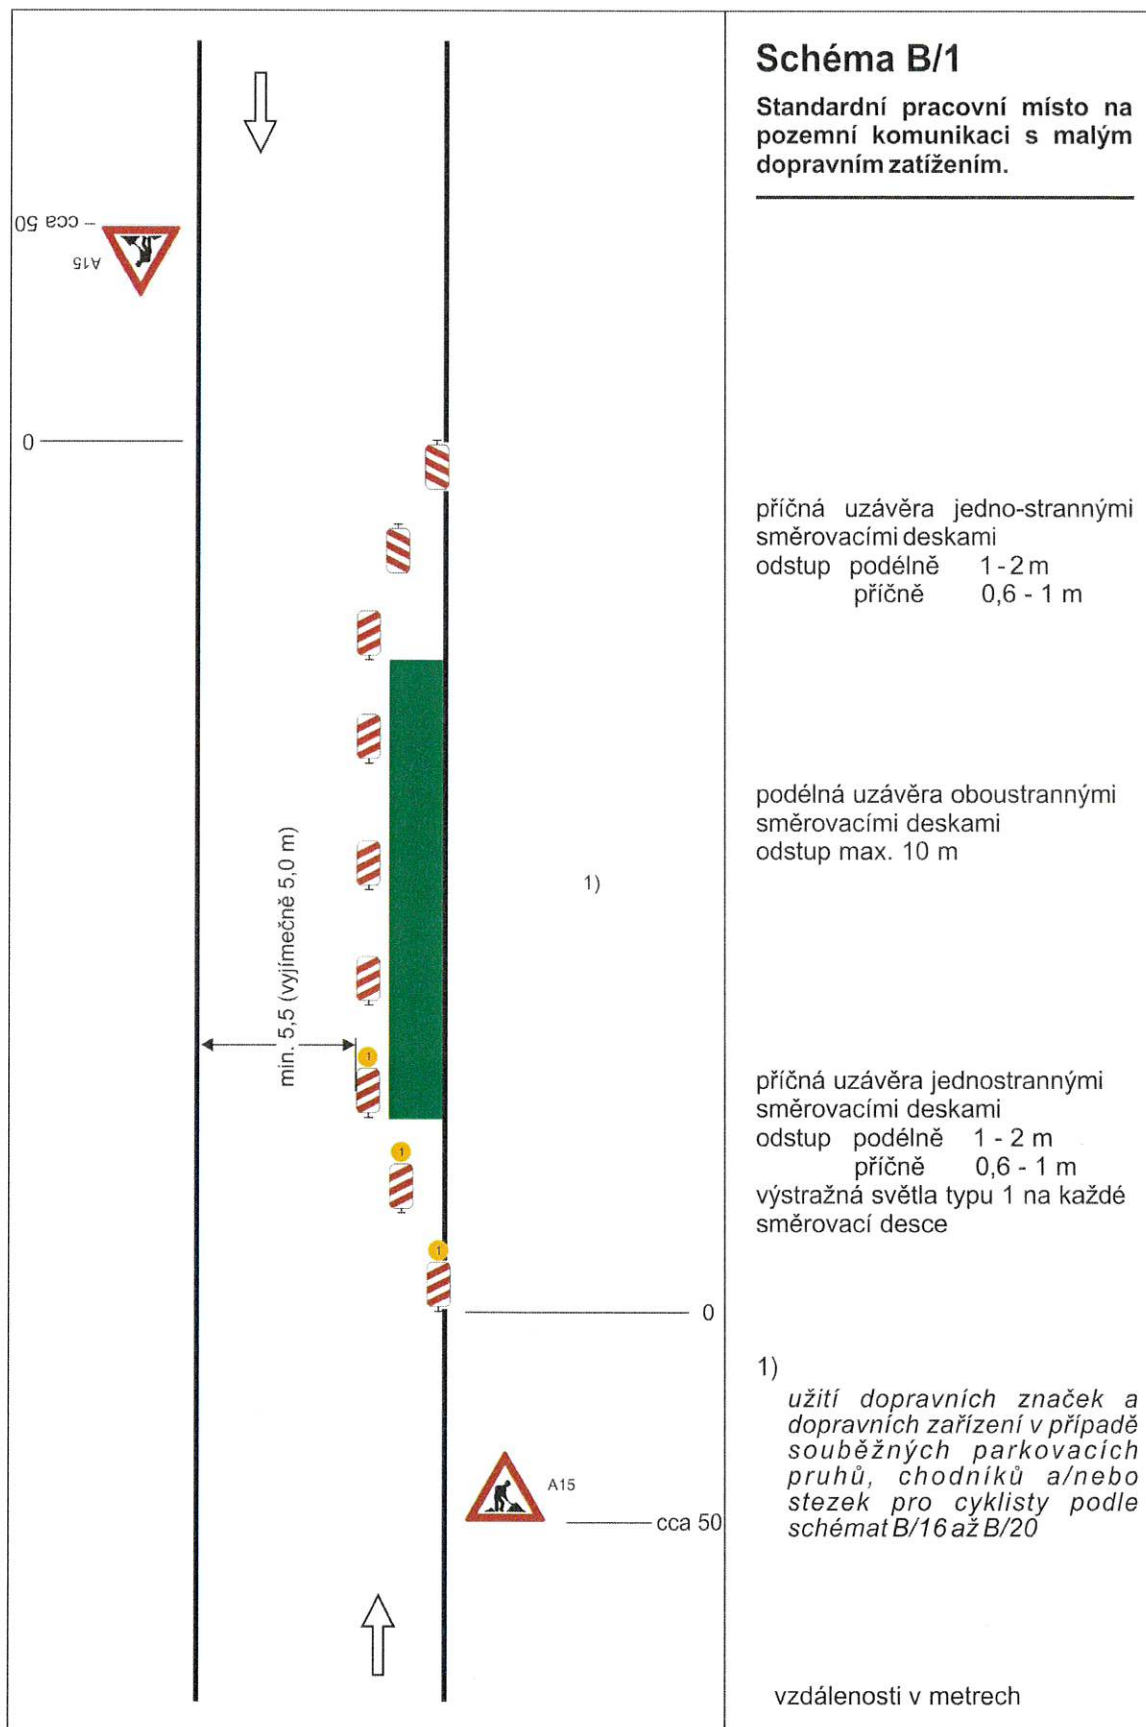 Schéma B/1
Standardní pracovní místo na
pozemní komunikaci s malým
dopravním zatížením.
cca 50
A15
0
příčná uzávěra jedno-strannými
směrovacími deskami
odstup podélně 1 - 2 m
příčně 0,6 - 1 m
podélná uzávěra oboustrannými
směrovacími deskami
odstup max. 10 m
min. 5,5 (vyjímečně 5,0 m)
1)
1
příčná uzávěra jednostrannými
směrovacími deskami
odstup podélně 1 - 2 m
příčně 0,6 - 1 m
výstražná světla typu 1 na každé
směrovací desce
1
1
0
1)
užití dopravních značek a
dopravních zařízení v případě
souběžných parkovacích
pruhů, chodníků a/nebo
stezek pro cyklisty podle
schémat B/16 až B/20
A15
cca 50
vzdálenosti v metrech